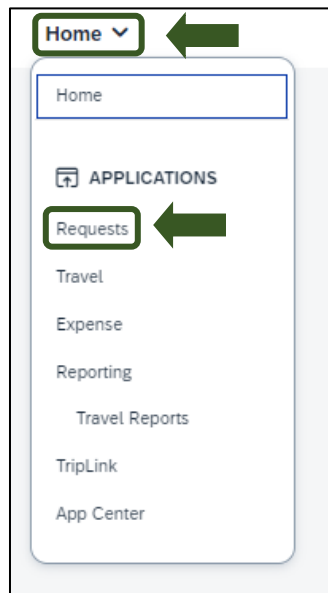 Home
Home
APPLICATIONS
Requests
Travel
Expense
Reporting
Travel Reports
TripLink
App Center